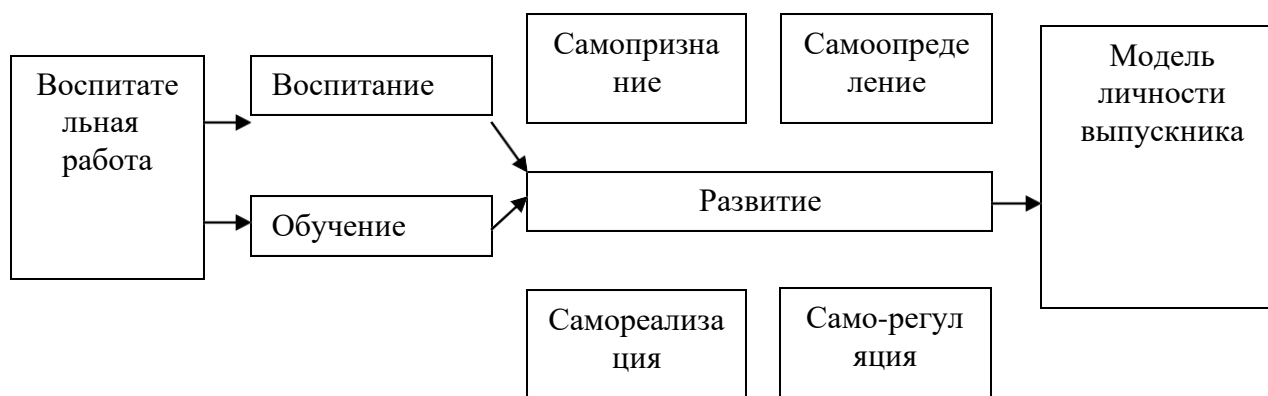 Воспитате
льная
работа
Воспитание
Обучение
Самопризна
ние
Самоопреде
ление
Развитие
Самореализа
ция
Само-регул
яция
Модель
личности
выпускника